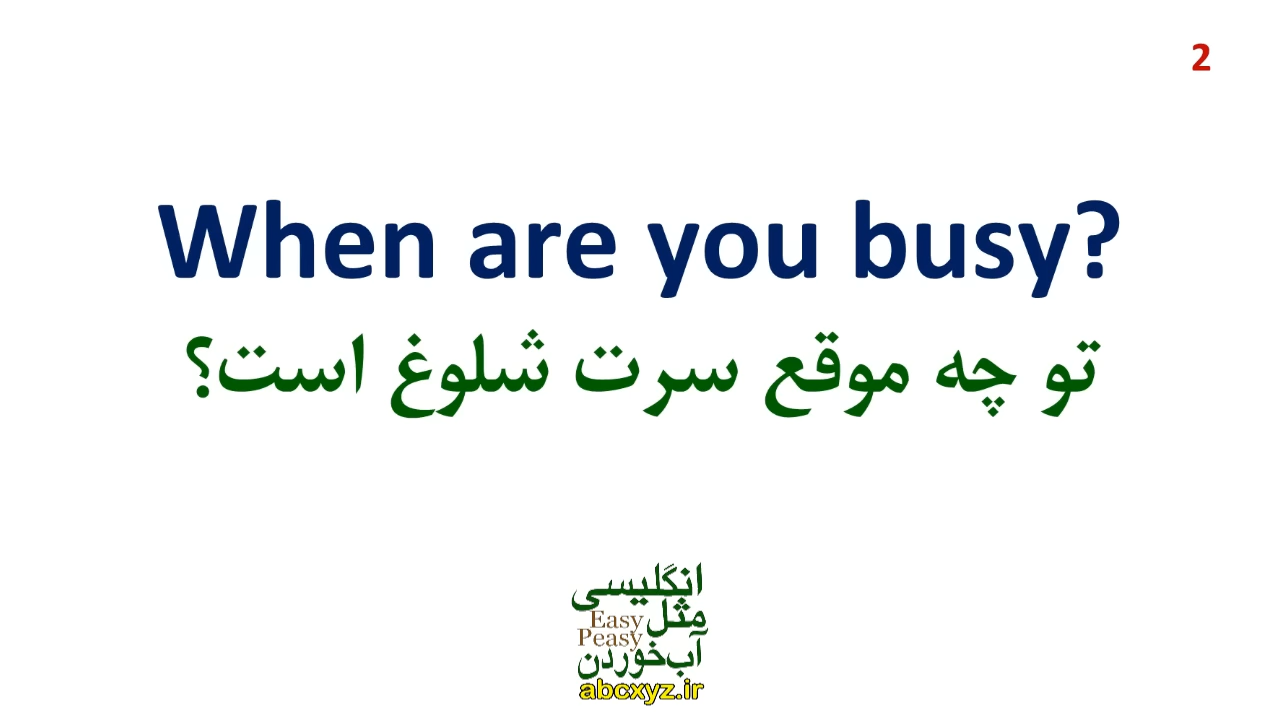 2
When are you busy?
تو چه موقع سرت شلوغ است؟
انگلیسی
مثل
Easy
Peasy
آب‌خوردن
abcxyz.ir